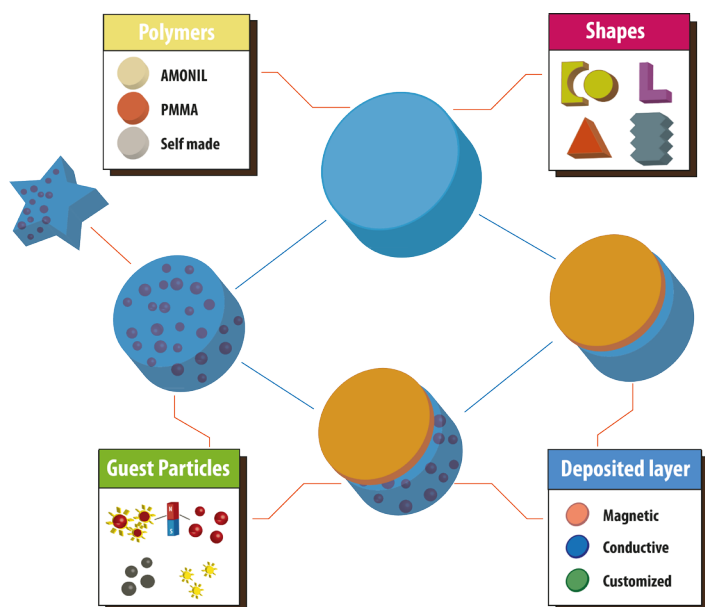 Polymers
AMONIL
PMMA
Self made
Shapes
Guest Particles
N
S
Deposited layer
Magnetic
Conductive
Customized